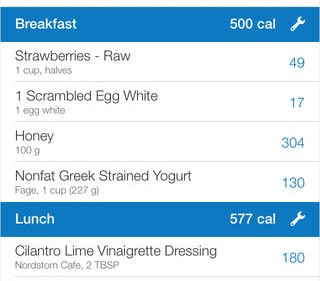 Breakfast 500 cal
Strawberries - Raw
1 cup, halves
49
1 Scrambled Egg White
1 egg white
17
Honey
100 g
304
Nonfat Greek Strained Yogurt
Fage, 1 cup (227 g)
130
Lunch 577 cal
Cilantro Lime Vinaigrette Dressing
Nordstom Cafe, 2 TBSP
180